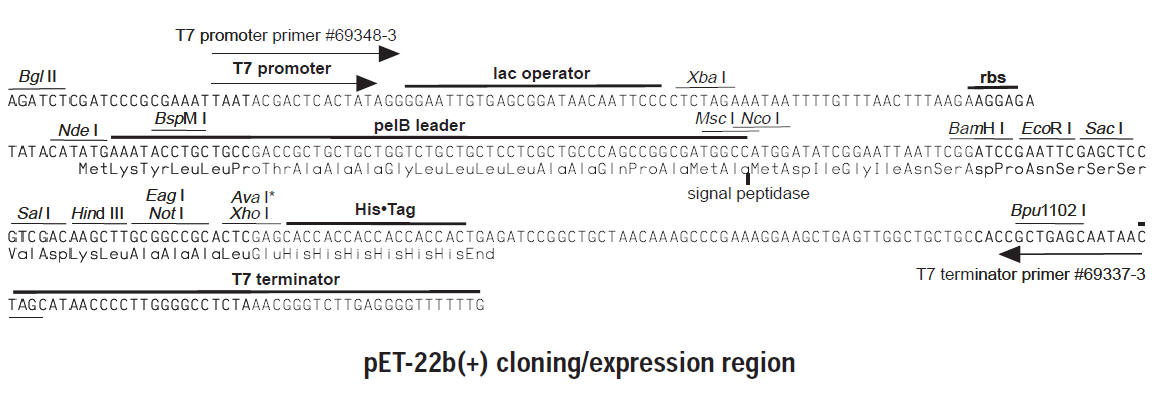 T7 promoter primer #69348-3
Bgl II T7 promoter lac operator Xba I rbs
AGATCTCGATCCCGCGAAATTAATACGACTCACTATAGGGGAATTGTGAGCGGATAACAATTCCCCTCTAGAAATAATTTTGTTTAACTTTAAGAAGGAGA
Nde I BspM I pelB leader Msc I Nco I BamH I EcoR I Sac I
TATACATATGAAATACCTGCTGCCGACCGCTGCTGCTGGTCTGCTGCTCCTCGCTGCCCAGCCGGCGATGGCCATGGATATCGGAATTAATTCGGATCCGAATTCGAGCTCC
MetLysTyrLeuLeuProThrAlaAlaAlaGlyLeuLeuLeuLeuAlaAlaGlnProAlaMetAlaMetAspIleGlyIleAsnSerAspProAsnSerSerSer
signal peptidase
Sal I Hind III Eag I Not I Ava I* Xho I His•Tag Bpu1102 I
GTCGACAAGCTTGCGGCCGCACTCGAGCACCACCACCACCACCACTGAGATCCGGCTGCTAACAAAGCCCGAAAGGAAGCTGAGTTGGCTGCTGCCACCGCTGAGCAATAAC
ValAspLysLeuAlaAlaAlaLeuGluHisHisHisHisHisHisEnd
T7 terminator primer #69337-3
T7 terminator
TAGCATAACCCCTTGGGGCCTCTAAACGGGTCTTGAGGGGTTTTTTG
pET-22b(+) cloning/expression region